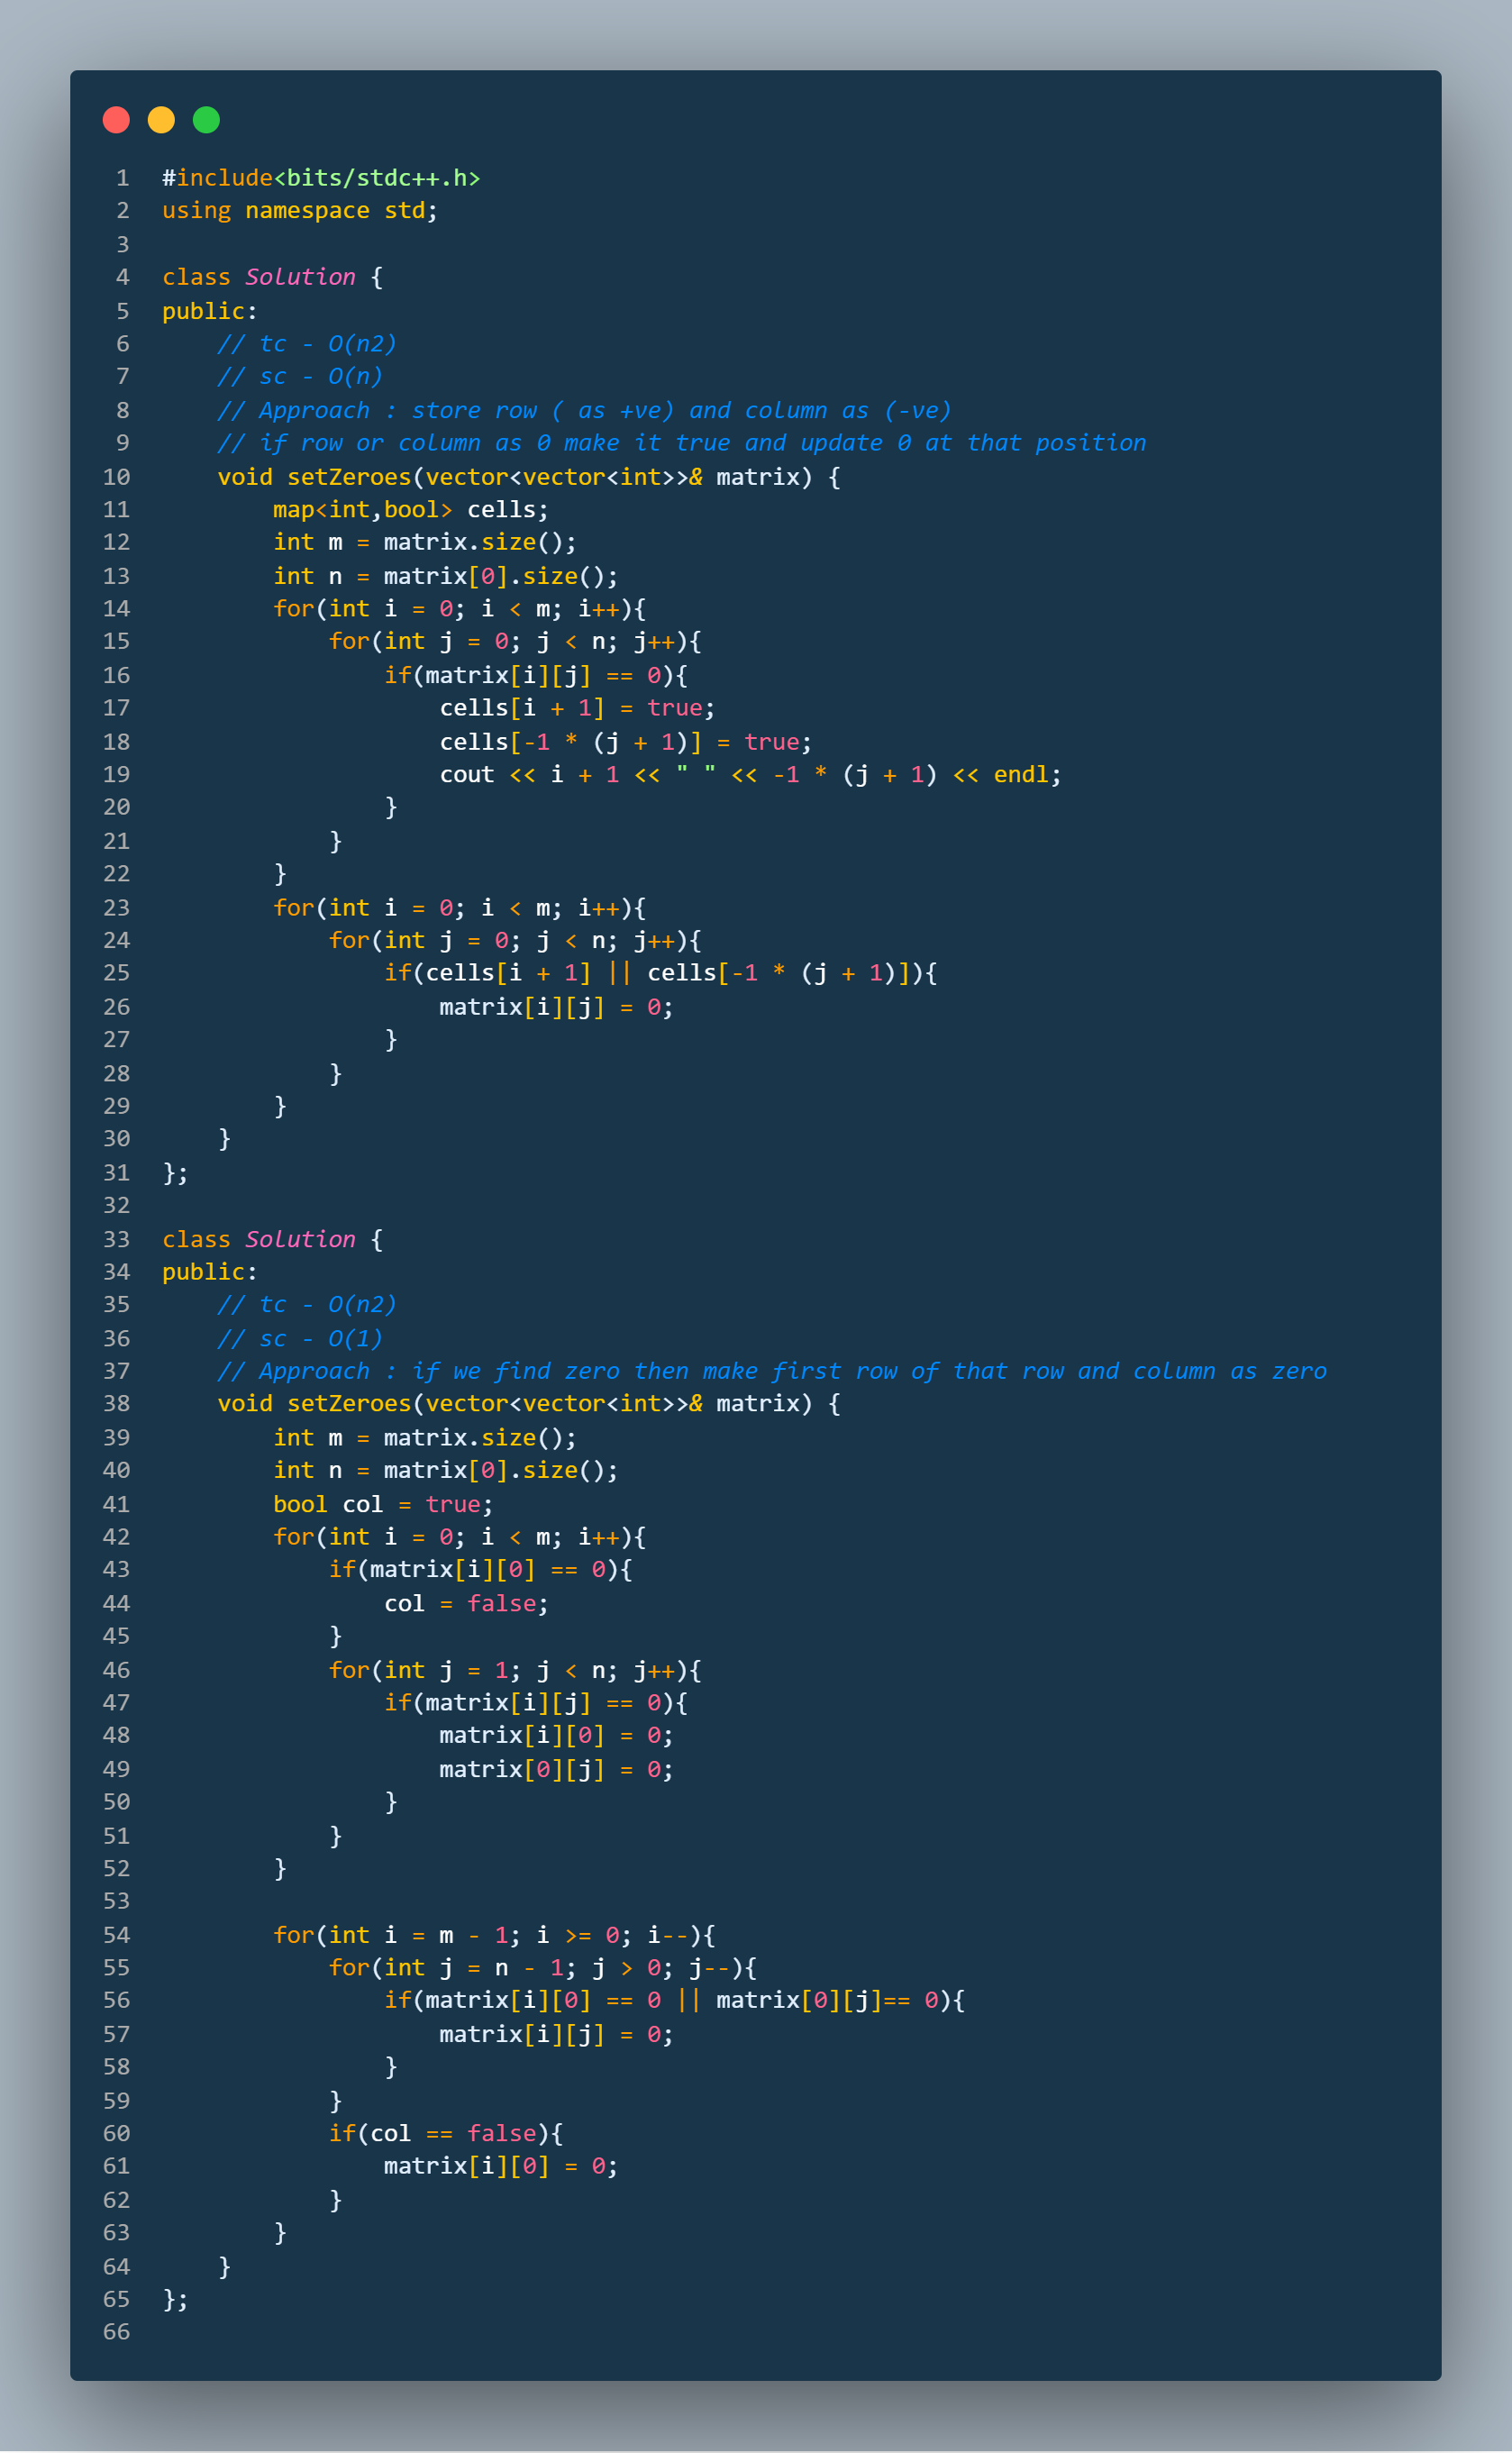 1 #include<bits/stdc++.h>
2 using namespace std;
3
4 class Solution {
5 public:
6     // tc - O(n2)
7     // sc - O(n)
8     // Approach : store row ( as +ve) and column as (-ve)
9     // if row or column as 0 make it true and update 0 at that position
10     void setZeroes(vector<vector<int>>& matrix) {
11         map<int,bool> cells;
12         int m = matrix.size();
13         int n = matrix[0].size();
14         for(int i = 0; i < m; i++){
15             for(int j = 0; j < n; j++){
16                 if(matrix[i][j] == 0){
17                     cells[i + 1] = true;
18                     cells[-1 * (j + 1)] = true;
19                     cout << i + 1 << " " << -1 * (j + 1) << endl;
20                 }
21             }
22         }
23         for(int i = 0; i < m; i++){
24             for(int j = 0; j < n; j++){
25                 if(cells[i + 1] || cells[-1 * (j + 1)]){
26                     matrix[i][j] = 0;
27                 }
28             }
29         }
30     }
31 };
32
33 class Solution {
34 public:
35     // tc - O(n2)
36     // sc - O(1)
37     // Approach : if we find zero then make first row of that row and column as zero
38     void setZeroes(vector<vector<int>>& matrix) {
39         int m = matrix.size();
40         int n = matrix[0].size();
41         bool col = true;
42         for(int i = 0; i < m; i++){
43             if(matrix[i][0] == 0){
44                 col = false;
45             }
46             for(int j = 1; j < n; j++){
47                 if(matrix[i][j] == 0){
48                     matrix[i][0] = 0;
49                     matrix[0][j] = 0;
50                 }
51             }
52         }
53
54         for(int i = m - 1; i >= 0; i--){
55             for(int j = n - 1; j > 0; j--){
56                 if(matrix[i][0] == 0 || matrix[0][j]== 0){
57                     matrix[i][j] = 0;
58                 }
59             }
60             if(col == false){
61                 matrix[i][0] = 0;
62             }
63         }
64     }
65 };
66